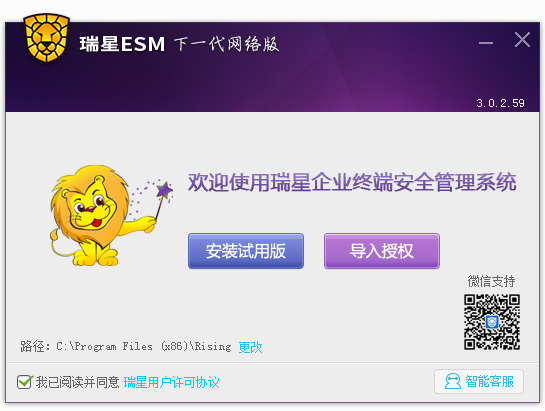 瑞星ESM 下一代网络版
3.0.2.59
欢迎使用瑞星企业终端安全管理系统
安装试用版 导入授权
微信支持
路径: C:\Program Files (x86)\Rising 更改
我已阅读并同意 瑞星用户许可协议
智能客服